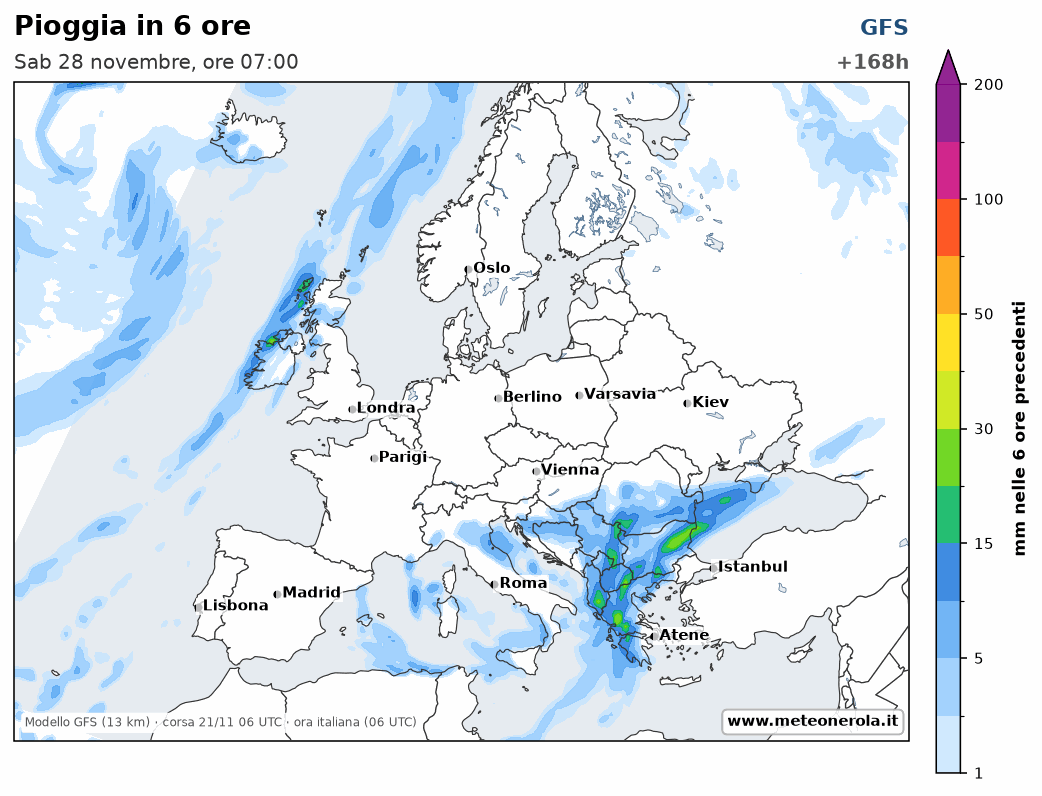 Pioggia in 6 ore
GFS
Sab 28 novembre, ore 07:00
+168h
200
100
50
30
15
5
1
mm nelle 6 ore precedenti
Oslo
Berlino
Varsavia
Kiev
Londra
Parigi
Vienna
Istanbul
Roma
Madrid
Lisbona
Atene
Modello GFS (13 km) · corsa 21/11 06 UTC · ora italiana (06 UTC)
www.meteonerola.it